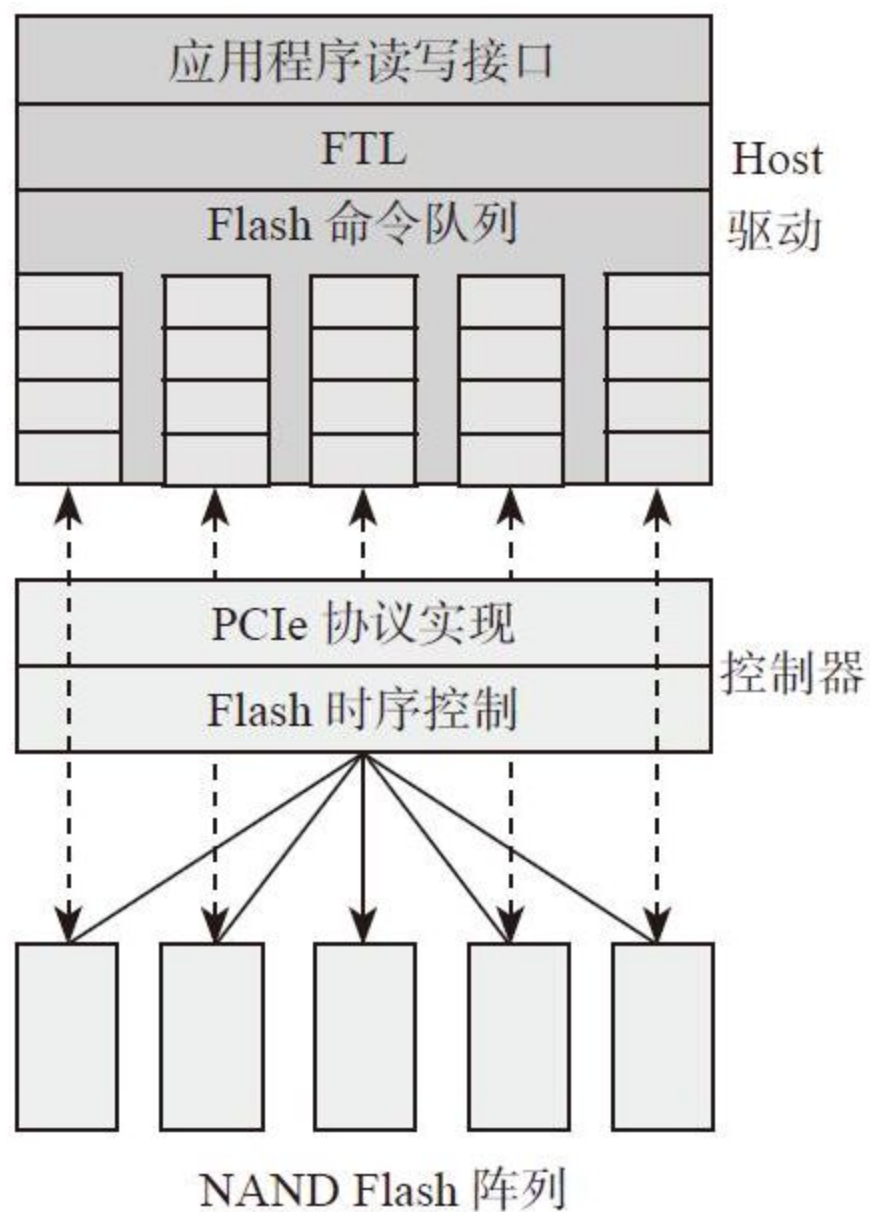 应用程序读写接口
FTL
Host
Flash 命令队列
驱动
PCIe 协议实现
控制器
Flash 时序控制
NAND Flash 阵列